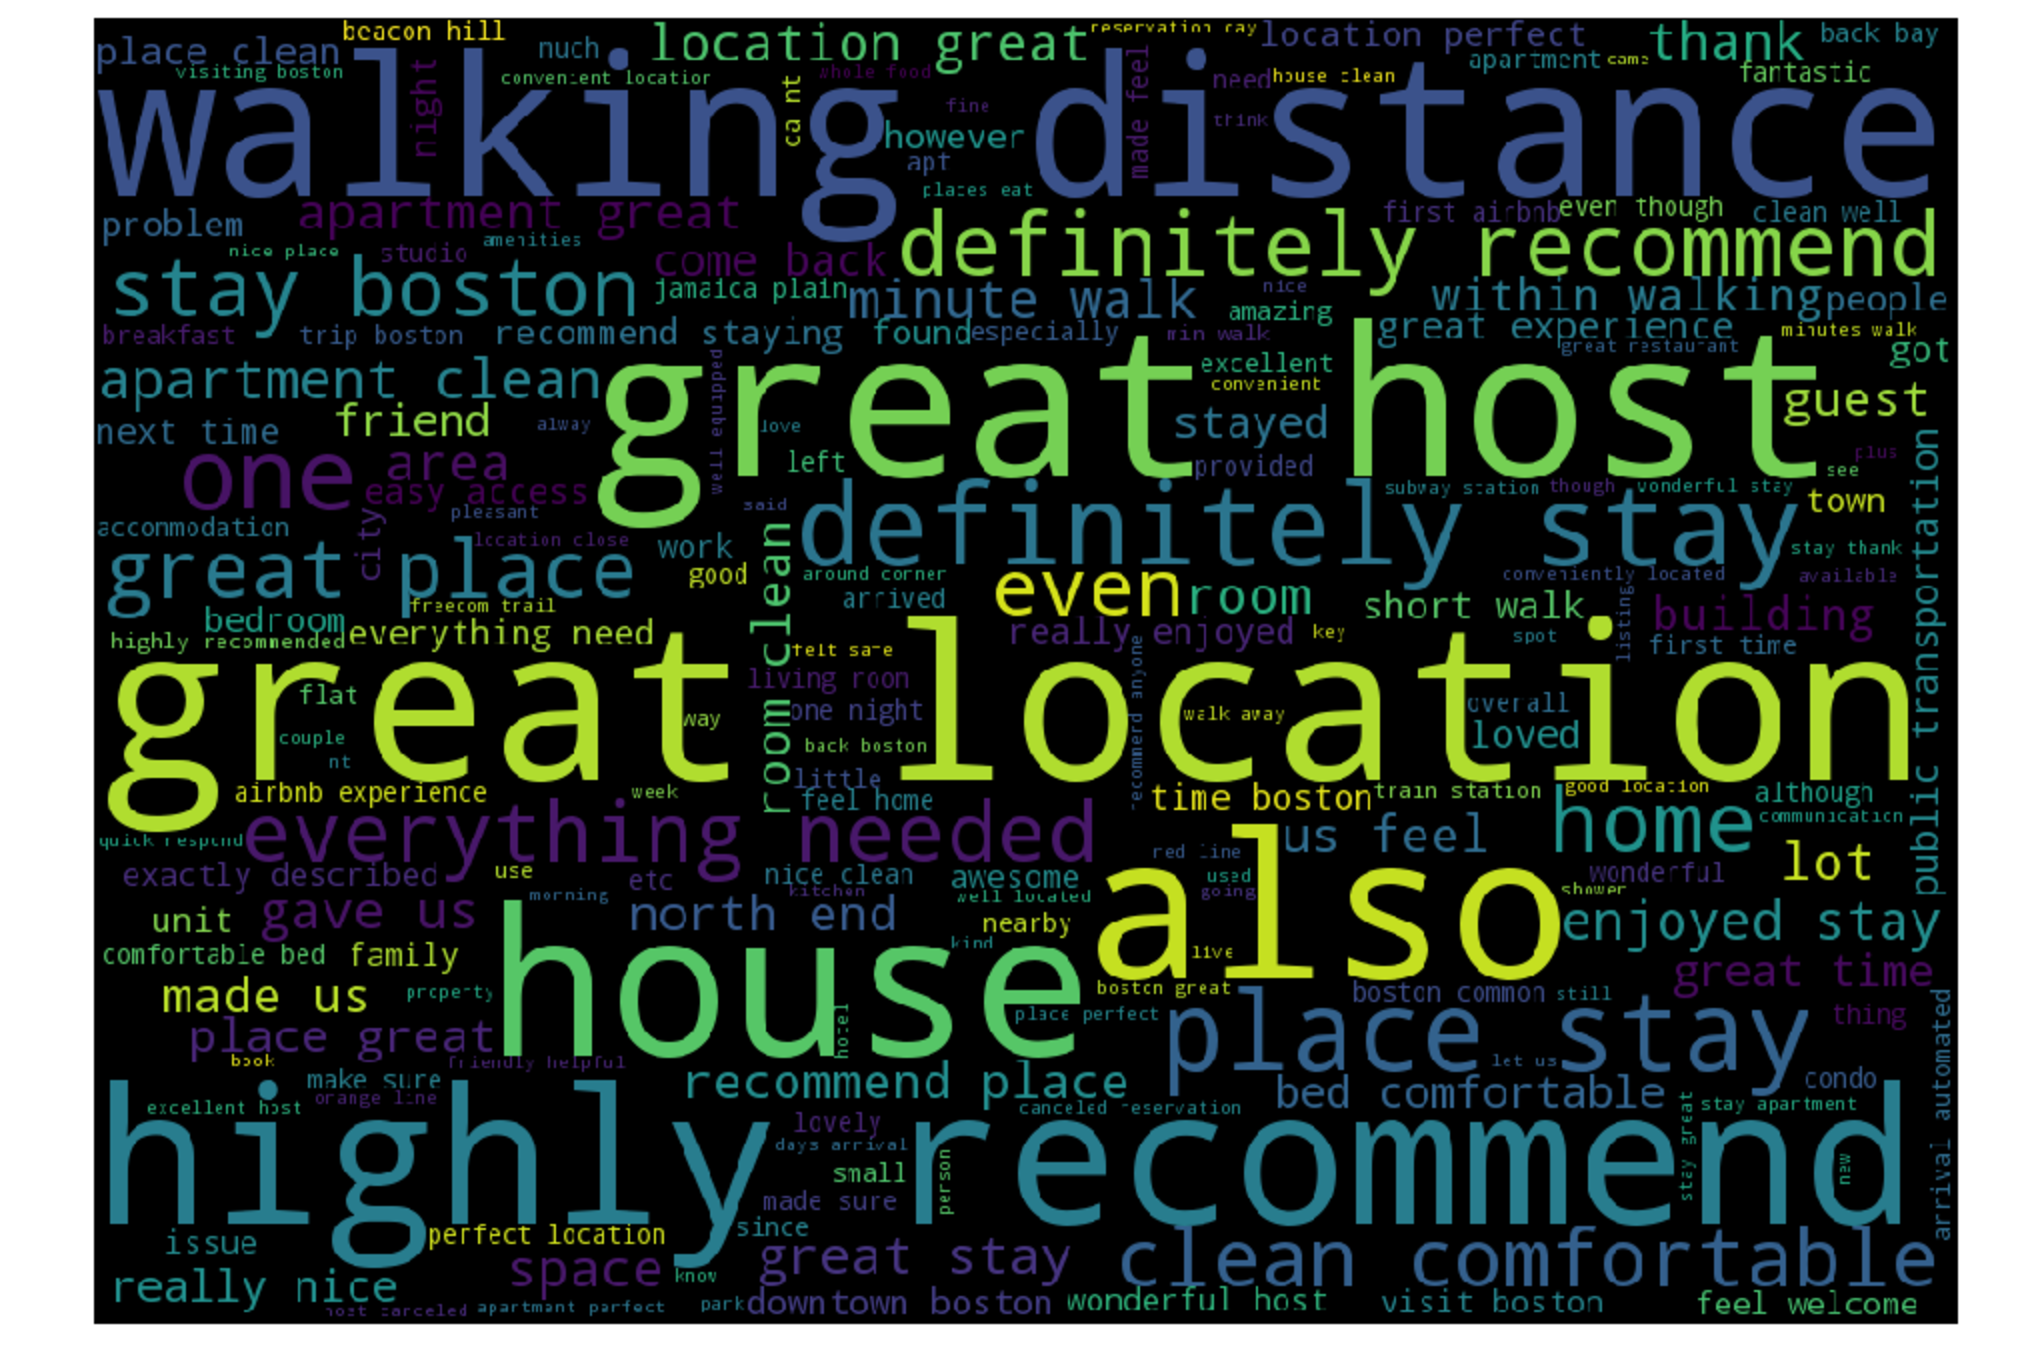 beacon hill
place clean
visiting boston
nuch
location great
location perfect
thank
back bay
apartment
came
fantastic
convenient location
whole food
need
house clean
walking distance
night
ca nt
fine
however
apt
places eat
made feel
think
problem
apartment great
first airbnb
even though
clean well
nice place
studio
amenities
come back
definitely recommend
stay boston
jamaica plain
minute walk
nice
amazing
within walking
people
breakfast
trip boston
recommend staying
found
especially
min walk
great experience
minutes walk
great restaurant
got
apartment clean
great host
excellent
convenient
guest
well equipped
love
next time
friend
alway
stayed
left
provided
plus
see
one
area
easy access
pleasant
said
definitely stay
subway station
though
wonderful stay
town
accommodation
city
location close
work
room clean
public transportation
great place
good
around corner
arrived
even
room
short walk
conveniently located
available
stay thank
listing
building
bedroom
freedom trail
highly recommended
everything need
felt safe
really enjoyed
key
spot
first time
great location
flat
way
living room
one night
recommend anyone
walk away
overall
loved
couple
nt
back boston
little
airbnb experience
week
feel home
time boston
train station
good location
although
communication
quick respond
everything needed
us feel
home
lot
exactly described
use
etc
nice clean
awesome
red line
used
going
wonderful
shower
morning
kitchen
well located
also
unit
gave us
north end
nearby
kind
live
enjoyed stay
comfortable bed
family
house
boston great
great time
made us
property
hotel
place perfect
boston common
still
place great
place stay
thing
book
friendly helpful
let us
arrival automated
make sure
orange line
recommend place
bed comfortable
condo
excellent host
canceled reservation
stay great
stay apartment
highly recommend
lovely
days arrival
small
person
made sure
new
issue
perfect location
since
space
know
great stay
clean comfortable
really nice
host canceled
apartment perfect
park
downtown boston
wonderful host
visit boston
feel welcome